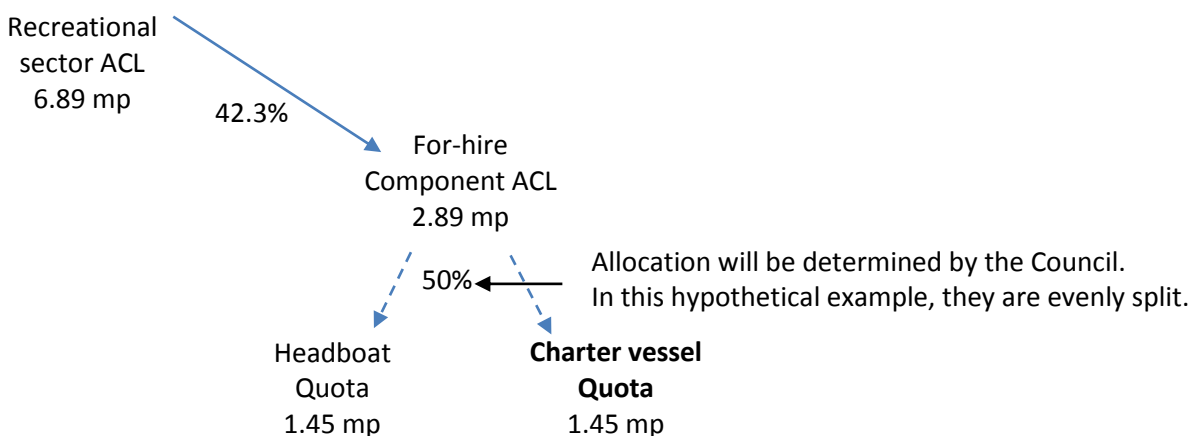 Recreational
sector ACL
6.89 mp
42.3%
For-hire
Component ACL
2.89 mp
50%
Allocation will be determined by the Council.
In this hypothetical example, they are evenly split.
Headboat
Quota
1.45 mp
Charter vessel
Quota
1.45 mp